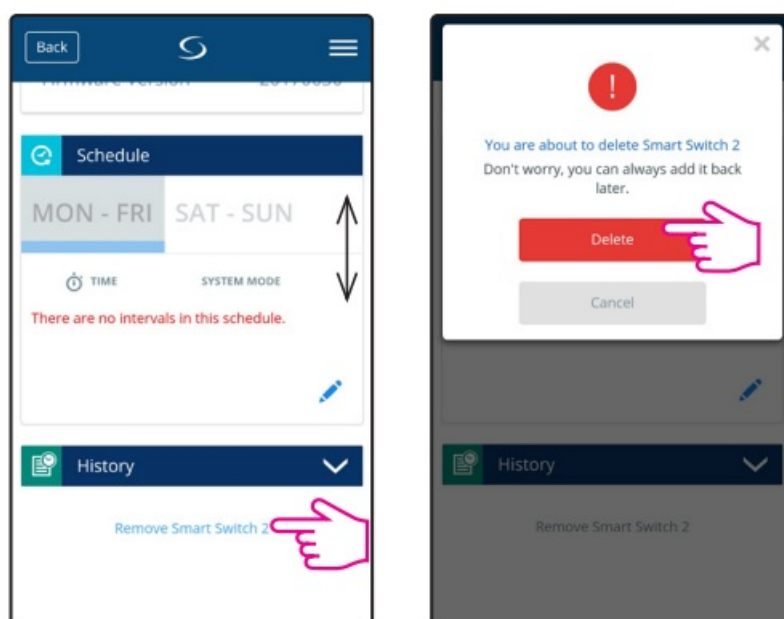 Back
Schedule
MON - FRI SAT - SUN
TIME SYSTEM MODE
There are no intervals in this schedule.
History
Remove Smart Switch 2
!
You are about to delete Smart Switch 2
Don't worry, you can always add it back
later.
Delete
Cancel
History
Remove Smart Switch 2